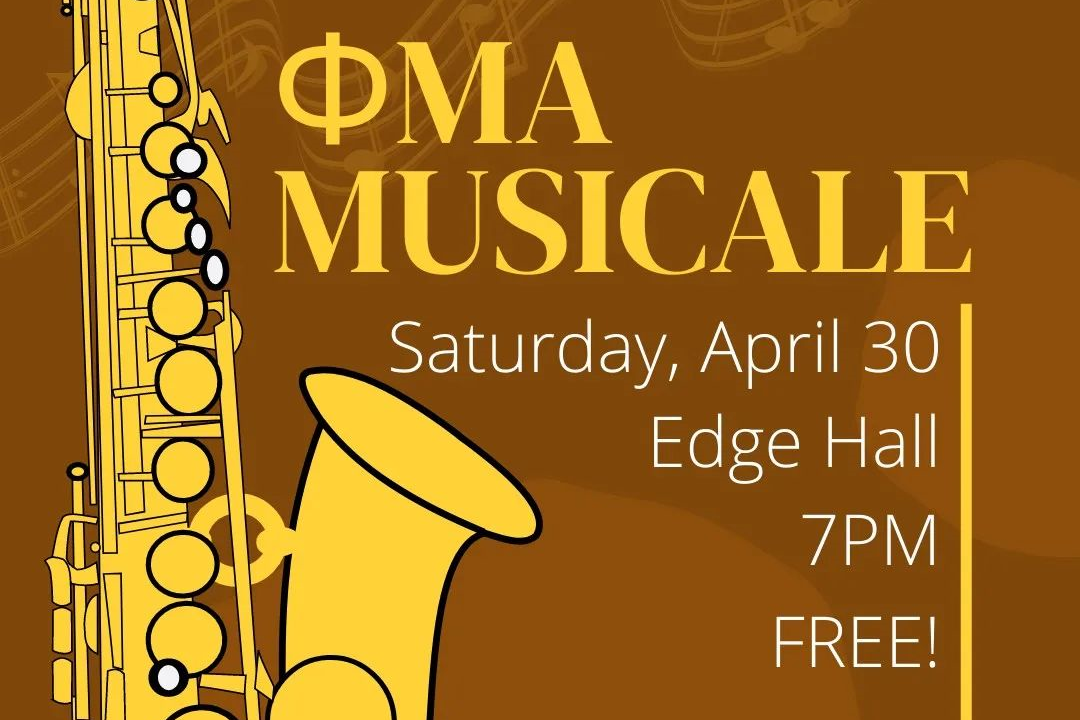 ΦMA
MUSICALE
Saturday, April 30
Edge Hall
7PM
FREE!